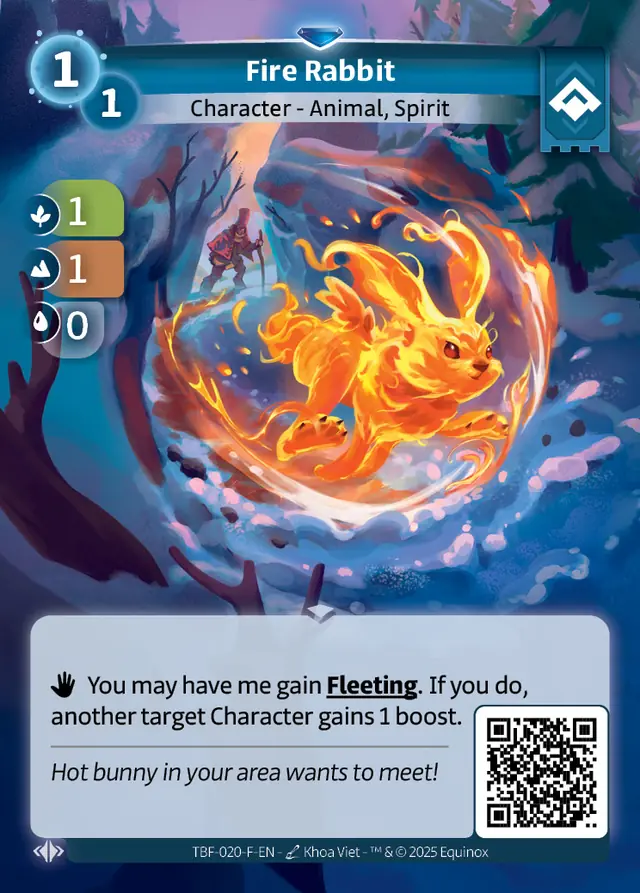 1
1
Fire Rabbit
Character - Animal, Spirit
1
1
0
You may have me gain Fleeting. If you do,
another target Character gains 1 boost.
Hot bunny in your area wants to meet!
TBF-020-F-EN - Khoa Viet - ™ & © 2025 Equinox